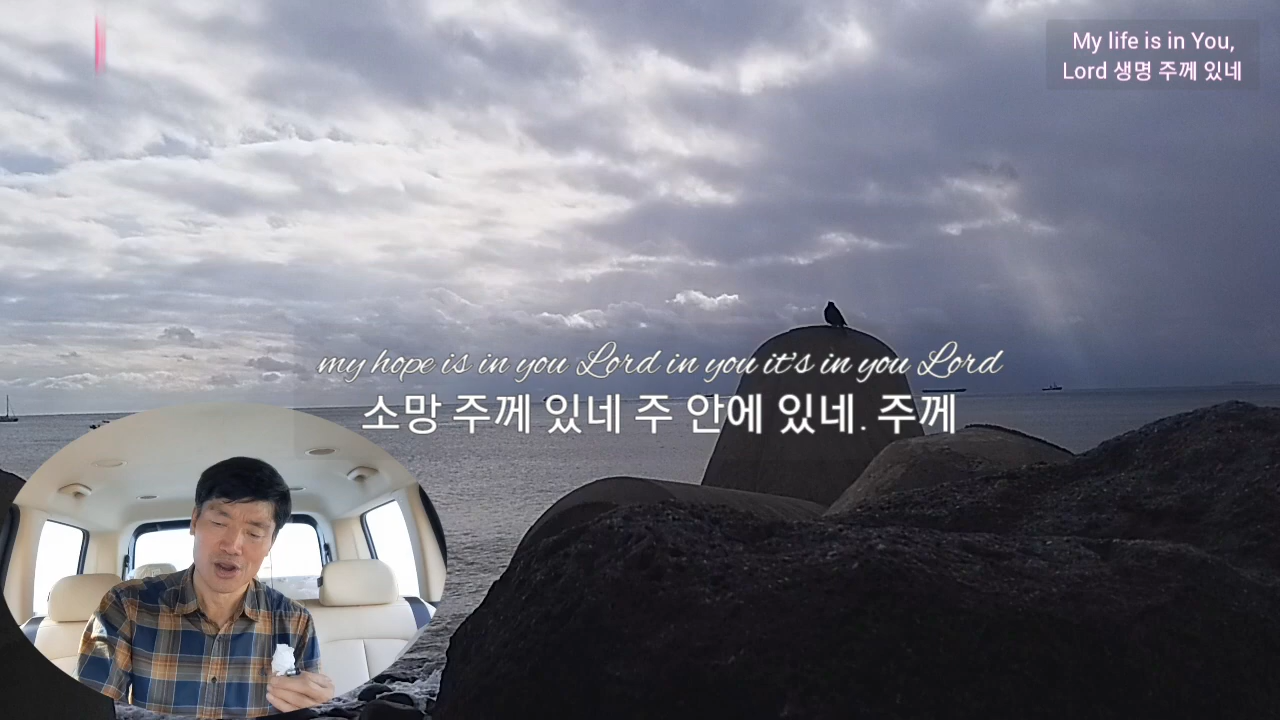 My life is in You,
Lord 생명 주께 있네
my hope is in you Lord in you it's in you Lord
소망 주께 있네 주 안에 있네. 주께